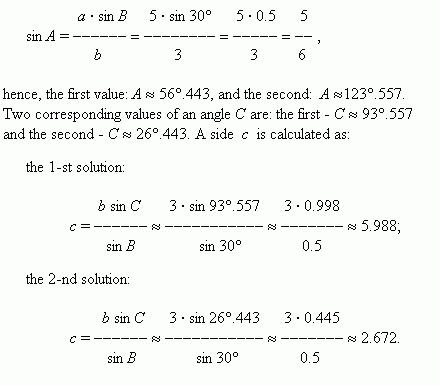 a · sin B 5 · sin 30° 5 · 0.5 5
sin A = ———— = ———— = ——— = — ,
b 3 3 6
hence, the first value: A ≈ 56°.443, and the second: A ≈123°.557.
Two corresponding values of an angle C are: the first - C ≈ 93°.557
and the second - C ≈ 26°.443. A side c is calculated as:
the 1-st solution:
b sin C 3 · sin 93°.557 3 · 0.998
c = ———— ≈ —————— ≈ ———— ≈ 5.988;
sin B sin 30° 0.5
the 2-nd solution:
b sin C 3 · sin 26°.443 3 · 0.445
c = ———— ≈ —————— ≈ ———— ≈ 2.672.
sin B sin 30° 0.5